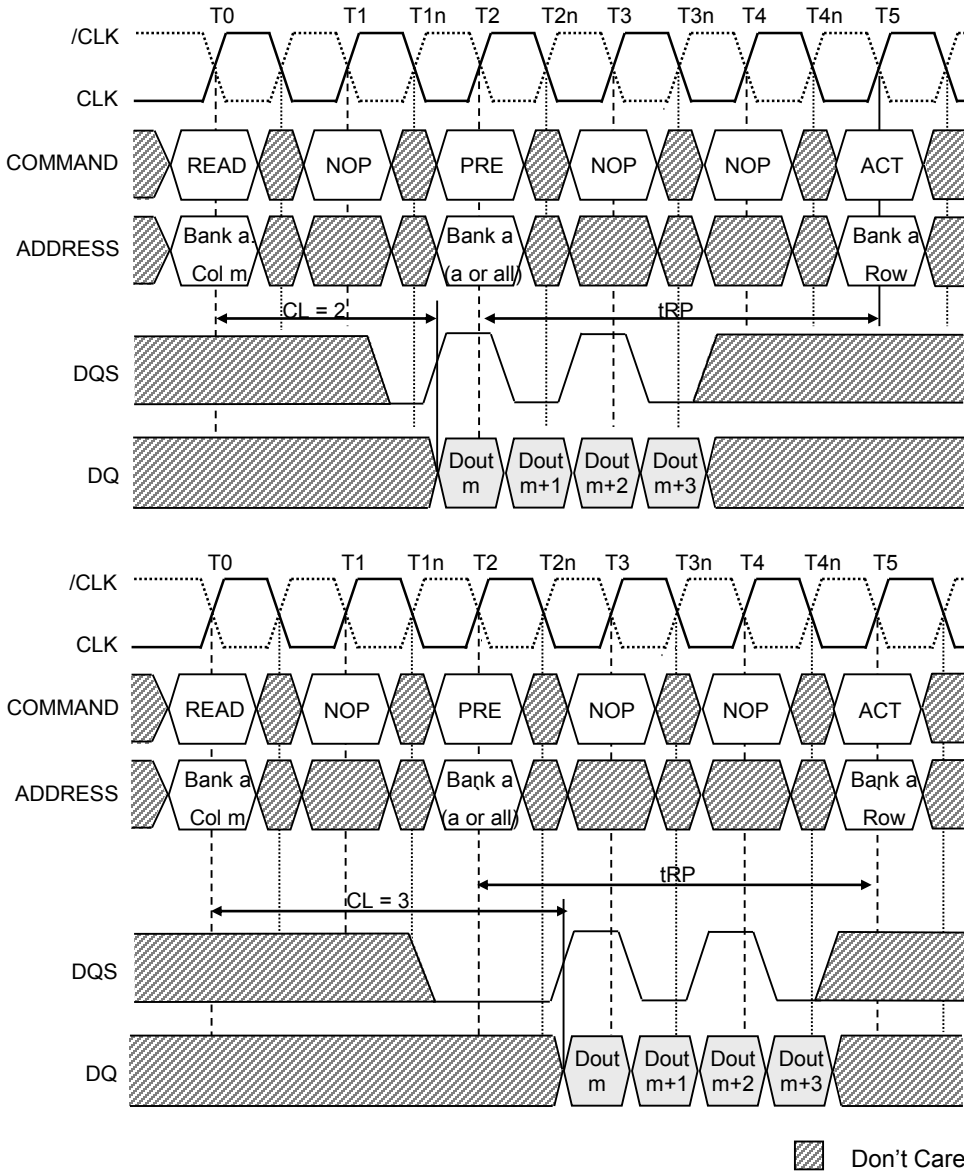 T0 T1 T1n T2 T2n T3 T3n T4 T4n T5
/CLK
CLK
COMMAND READ NOP PRE NOP NOP ACT
ADDRESS Bank a Bank a Bank a
Col m (a or all) Row
CL = 2 tRP
DQS
DQ Dout Dout Dout Dout
m m+1 m+2 m+3
T0 T1 T1n T2 T2n T3 T3n T4 T4n T5
/CLK
CLK
COMMAND READ NOP PRE NOP NOP ACT
ADDRESS Bank a Bank a Bank a
Col m (a or all) Row
tRP
CL = 3
DQS
DQ Dout Dout Dout Dout
m m+1 m+2 m+3
Don't Care